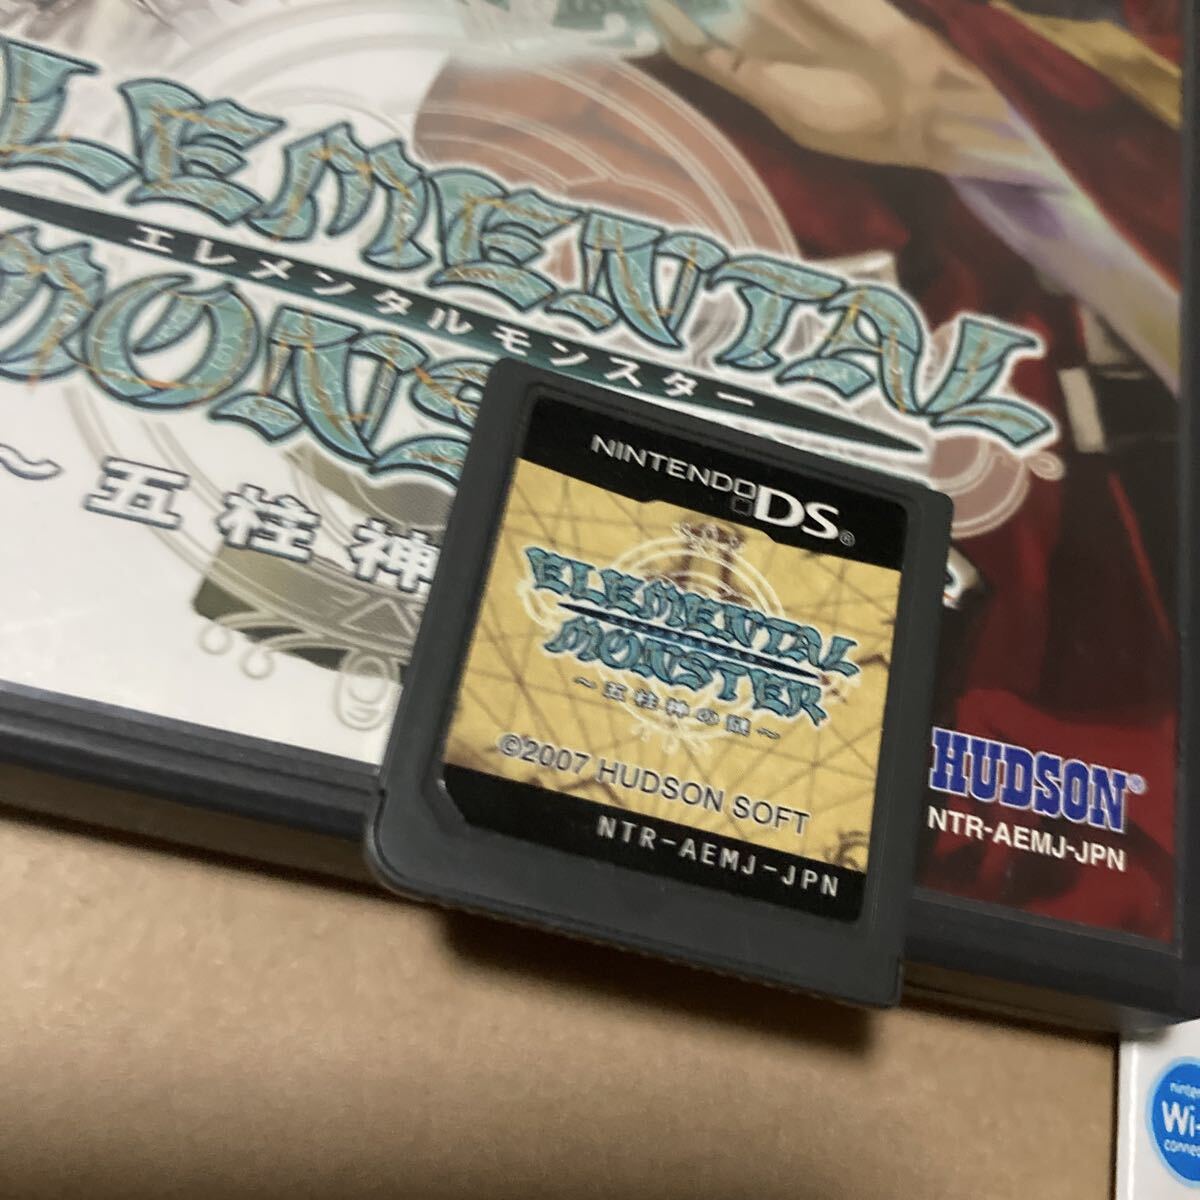 ELEMENTAL
エレメンタルモンスター
MONS
～五柱神
NINTENDO DS®
ELEMENTAL
MONSTER
～五柱神の謎～
©2007 HUDSON SOFT
NTR-AEMJ-JPN
HUDSON®
NTR-AEMJ-JPN
Wi-